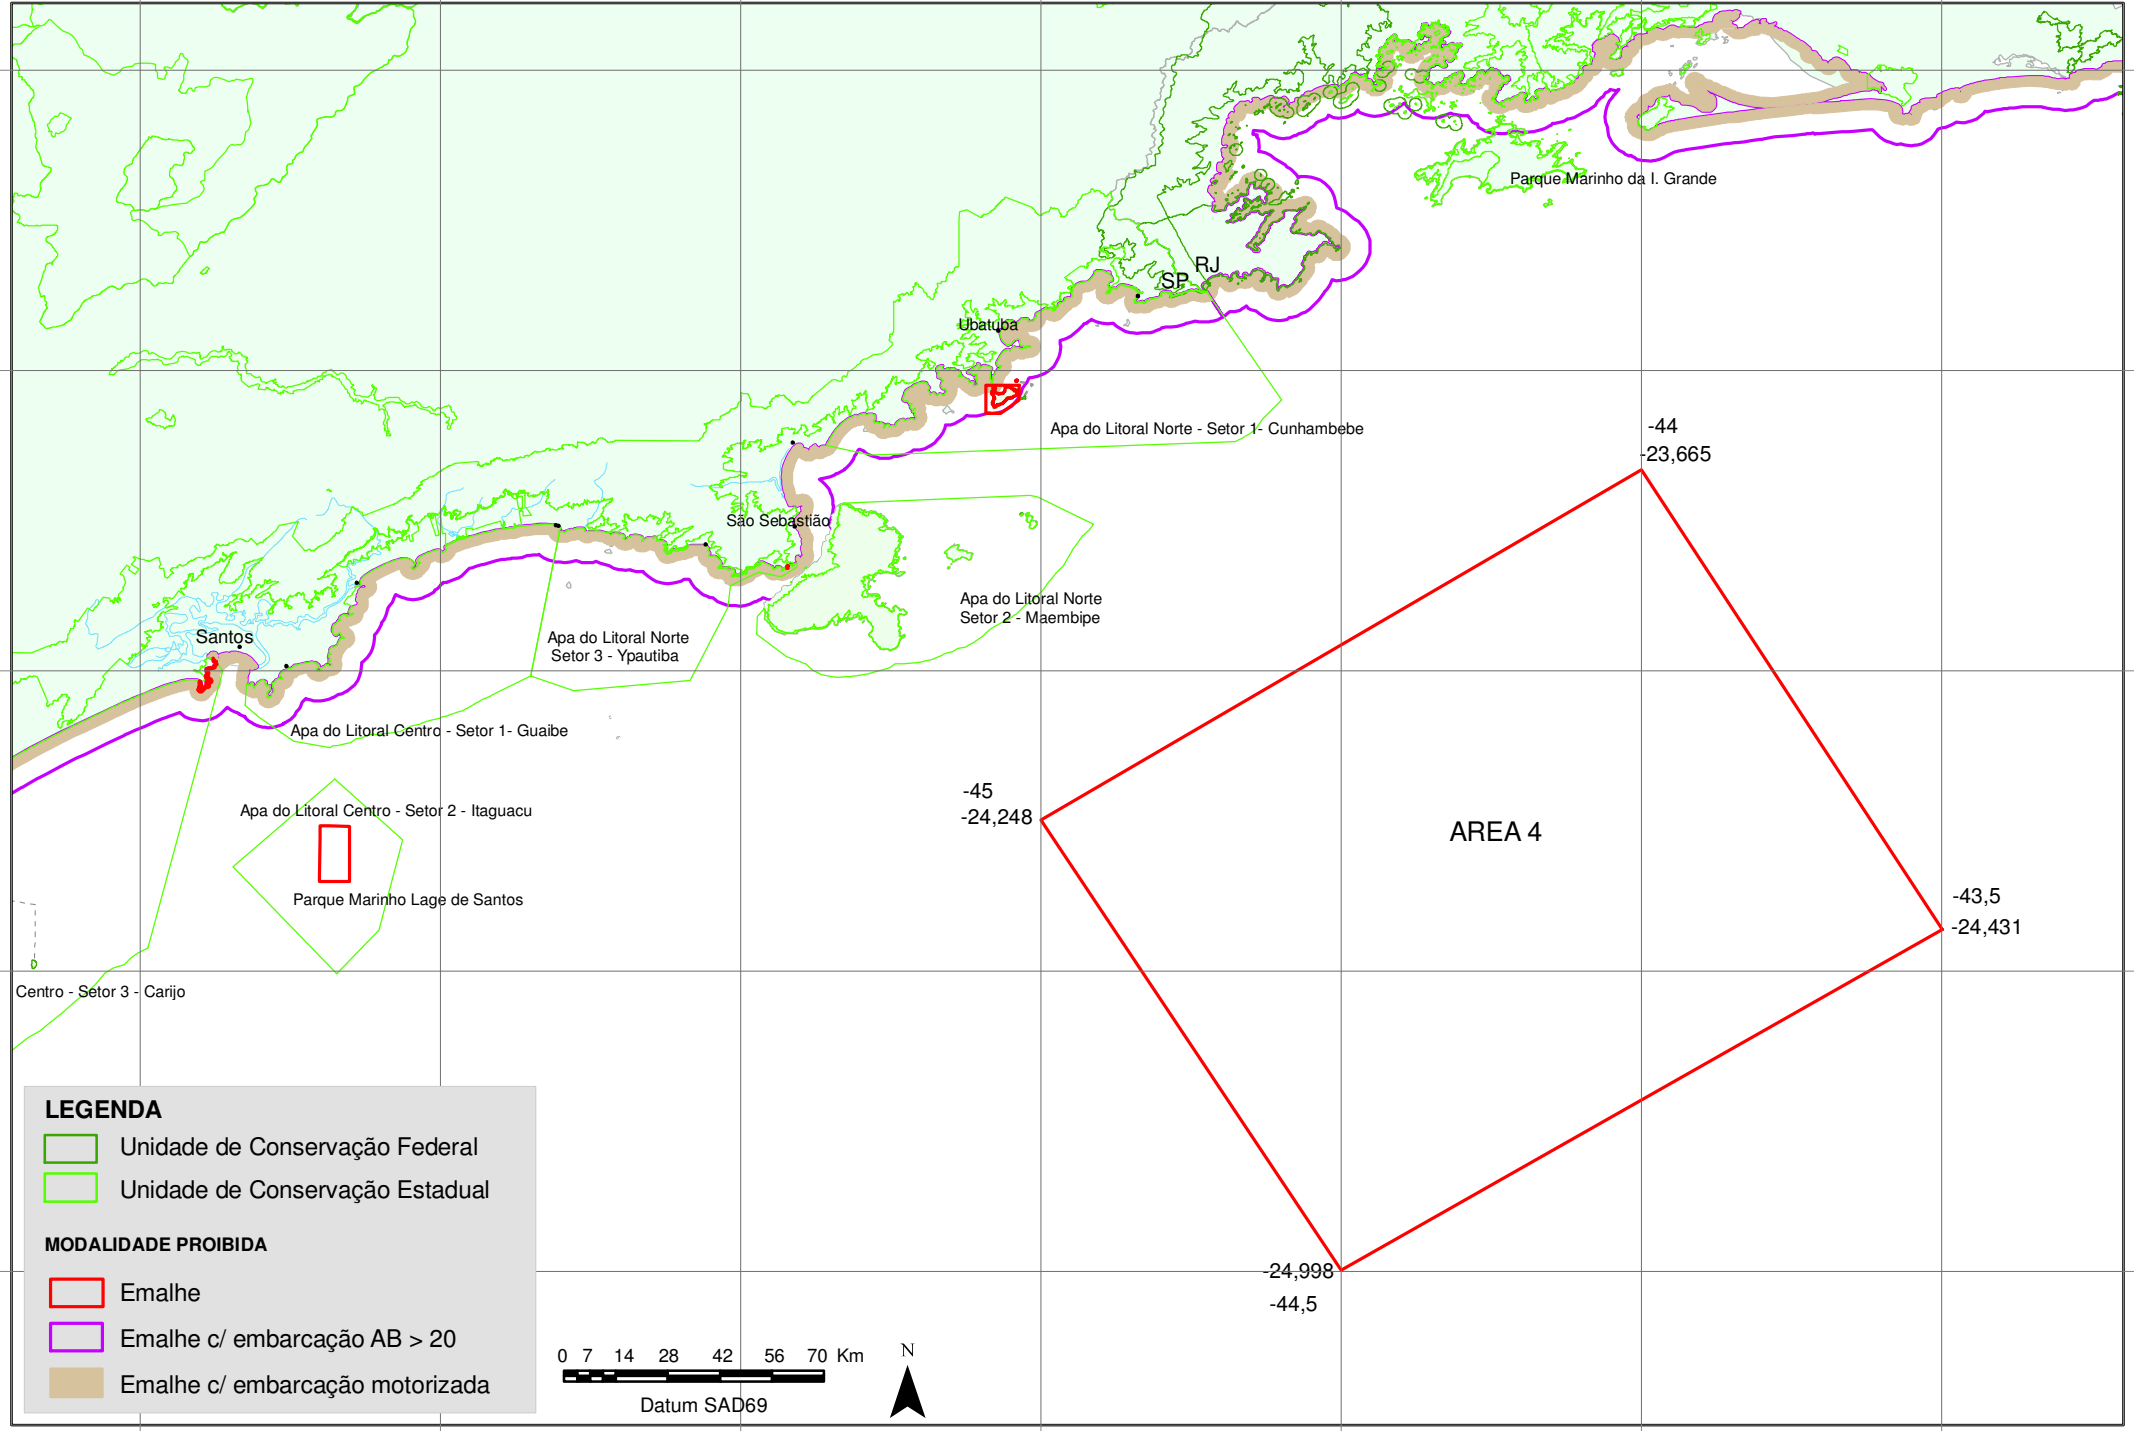 Parque Marinho da I. Grande
RJ
SP
Ubatuba
Apa do Litoral Norte - Setor 1- Cunhambebe
-44
-23,665
São Sebastião
Apa do Litoral Norte
Setor 2 - Maembipe
Santos
Apa do Litoral Norte
Setor 3 - Ypautiba
Apa do Litoral Centro - Setor 1- Guaibe
-45
-24,248
Apa do Litoral Centro - Setor 2 - Itaguacu
AREA 4
Parque Marinho Lage de Santos
-43,5
-24,431
Centro - Setor 3 - Carijo
-24,998
-44,5
LEGENDA
Unidade de Conservação Federal
Unidade de Conservação Estadual
MODALIDADE PROIBIDA
Emalhe
Emalhe c/ embarcação AB > 20
Emalhe c/ embarcação motorizada
0 7 14 28 42 56 70 Km
Datum SAD69
N